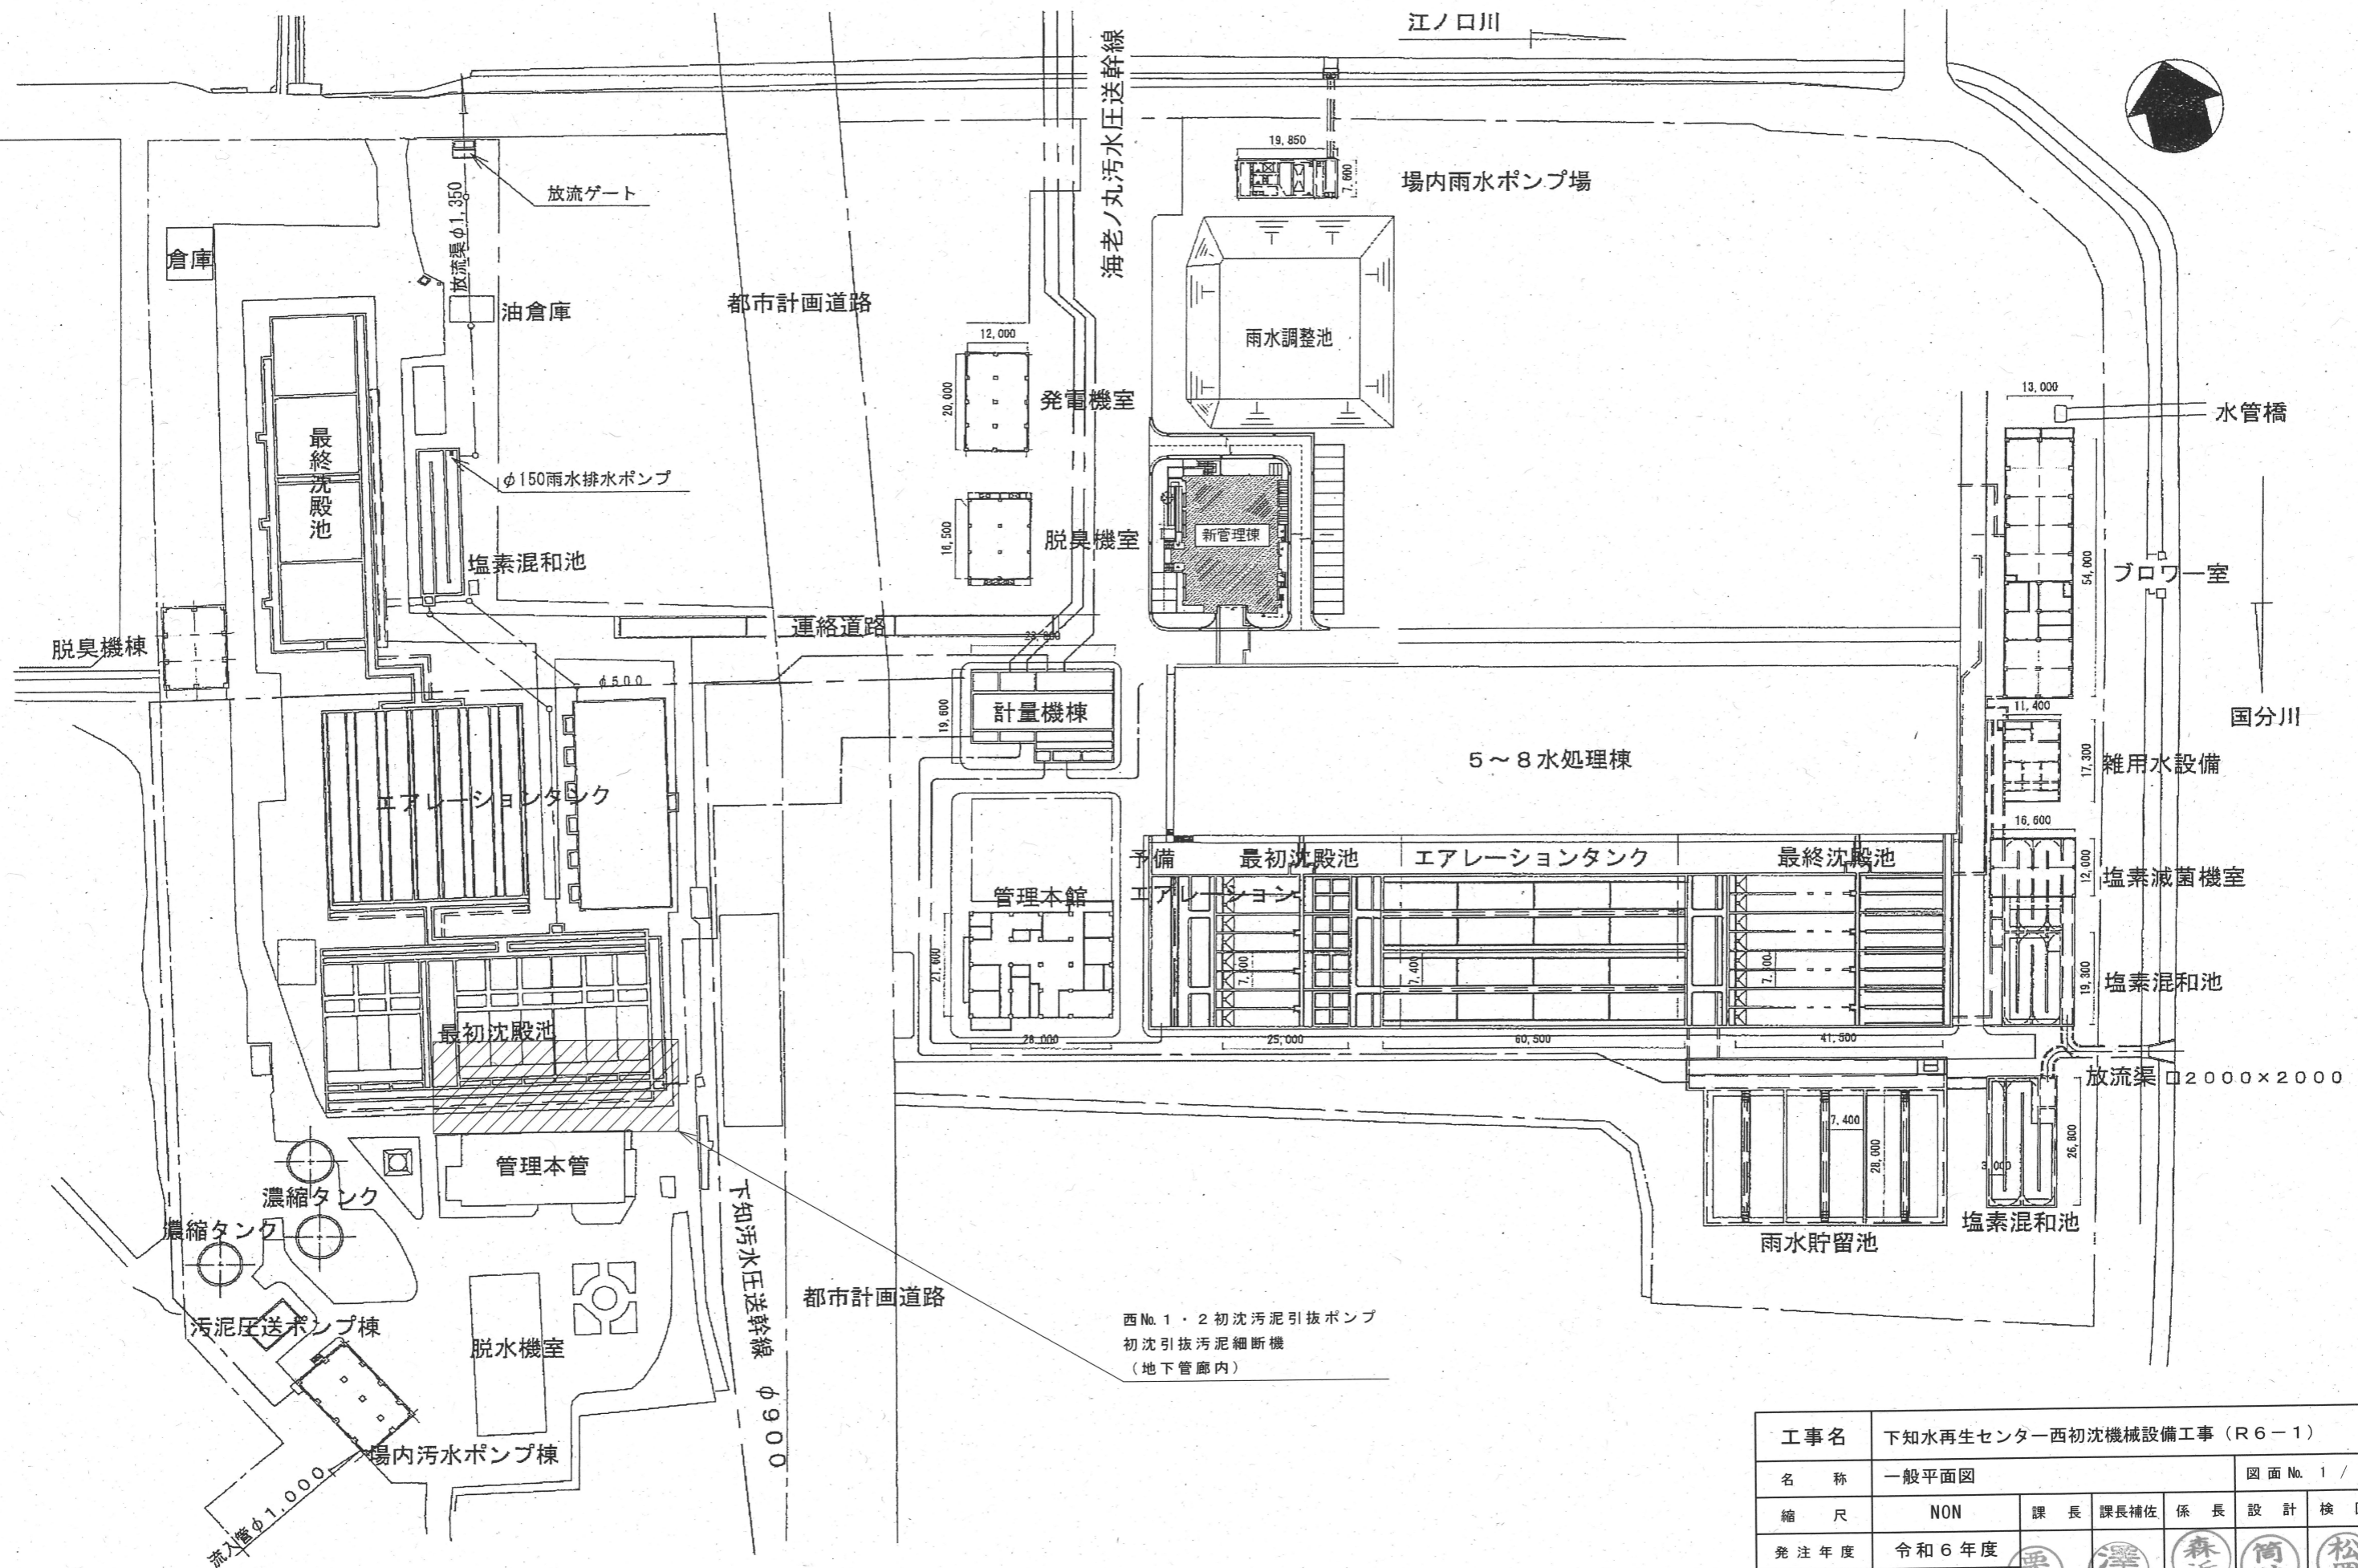 江ノ口川
海老ノ丸汚水圧送幹線
19,850
7,600
場内雨水ポンプ場
放流ゲート
放流渠φ1,350
倉庫
油倉庫
都市計画道路
雨水調整池
12,000
20,000
発電機室
13,000
水管橋
最終沈殿池
φ150雨水排水ポンプ
16,500
脱臭機室
新管理棟
54,000
ブロワー室
塩素混和池
連絡道路
脱臭機棟
φ500
19,600
計量機棟
11,400
国分川
5~8水処理棟
17,300
雑用水設備
エアレーションタンク
16,600
予備
エアレーション
最初沈殿池
エアレーションタンク
最終沈殿池
12,000
塩素滅菌機室
管理本館
21,600
7,400
19,300
塩素混和池
最初沈殿池
28,000
25,000
60,500
41,500
放流渠 □2000×2000
管理本管
7,400
28,000
3,000
26,800
濃縮タンク
濃縮タンク
塩素混和池
雨水貯留池
下知汚水圧送幹線 φ900
都市計画道路
西No.1・2初沈汚泥引抜ポンプ
初沈引抜汚泥細断機
(地下管廊内)
汚泥圧送ポンプ棟
脱水機室
場内汚水ポンプ棟
流入管φ1,000
工事名 下知水再生センター西初沈機械設備工事(R6-1)
名称 一般平面図 図面No. 1 /
縮尺 NON 課長 課長補佐 係長 設計 検
発注年度 令和6年度